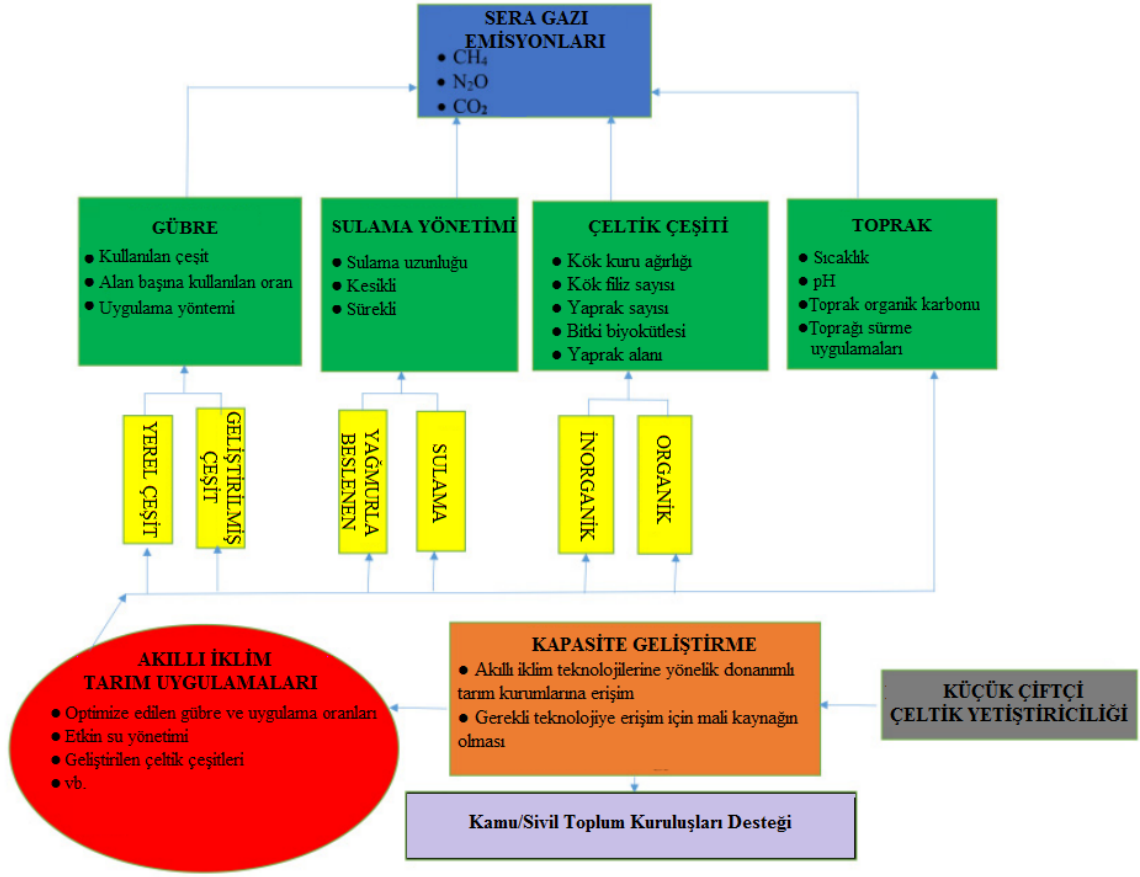 SERA GAZI
EMİSYONLARI
● CH₄
● N₂O
● CO₂
GÜBRE
● Kullanılan çeşit
● Alan başına kullanılan oran
● Uygulama yöntemi
SULAMA YÖNETİMİ
● Sulama uzunluğu
● Kesikli
● Sürekli
ÇELTİK ÇEŞİTİ
● Kök kuru ağırlığı
● Kök filiz sayısı
● Yaprak sayısı
● Bitki biyokütlesi
● Yaprak alanı
TOPRAK
● Sıcaklık
● pH
● Toprak organik karbonu
● Toprağı sürme
uygulamaları
YEREL ÇEŞİT
GELİŞTİRİLMİŞ
ÇEŞİT
YAĞMURLA
BESLENEN
SULAMA
İNORGANİK
ORGANİK
AKILLI İKLİM
TARIM UYGULAMALARI
● Optimize edilen gübre ve uygulama oranları
● Etkin su yönetimi
● Geliştirilen çeltik çeşitleri
● vb.
KAPASİTE GELİŞTİRME
● Akıllı iklim teknolojilerine yönelik donanımlı
tarım kurumlarına erişim
● Gerekli teknolojiye erişim için mali kaynağın
olması
KÜÇÜK ÇİFTÇİ
ÇELTİK YETİŞTİRİCİLİĞİ
Kamu/Sivil Toplum Kuruluşları Desteği